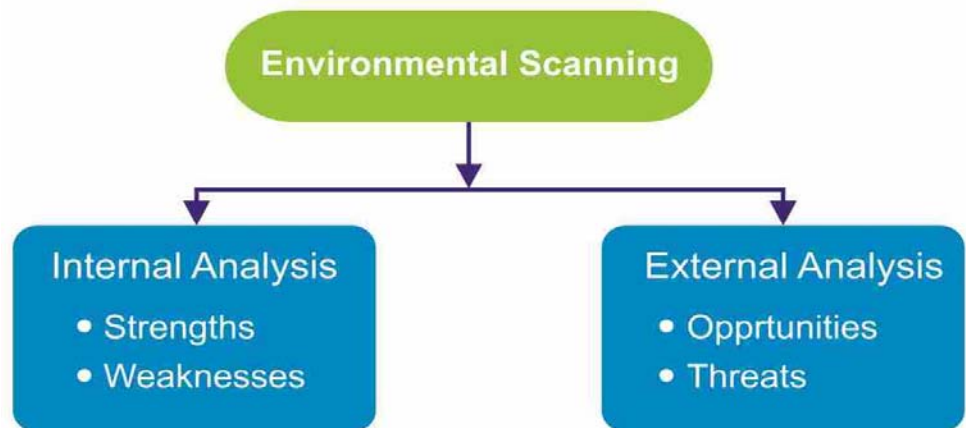 Environmental Scanning
Internal Analysis
• Strengths
• Weaknesses
External Analysis
• Opprtunities
• Threats